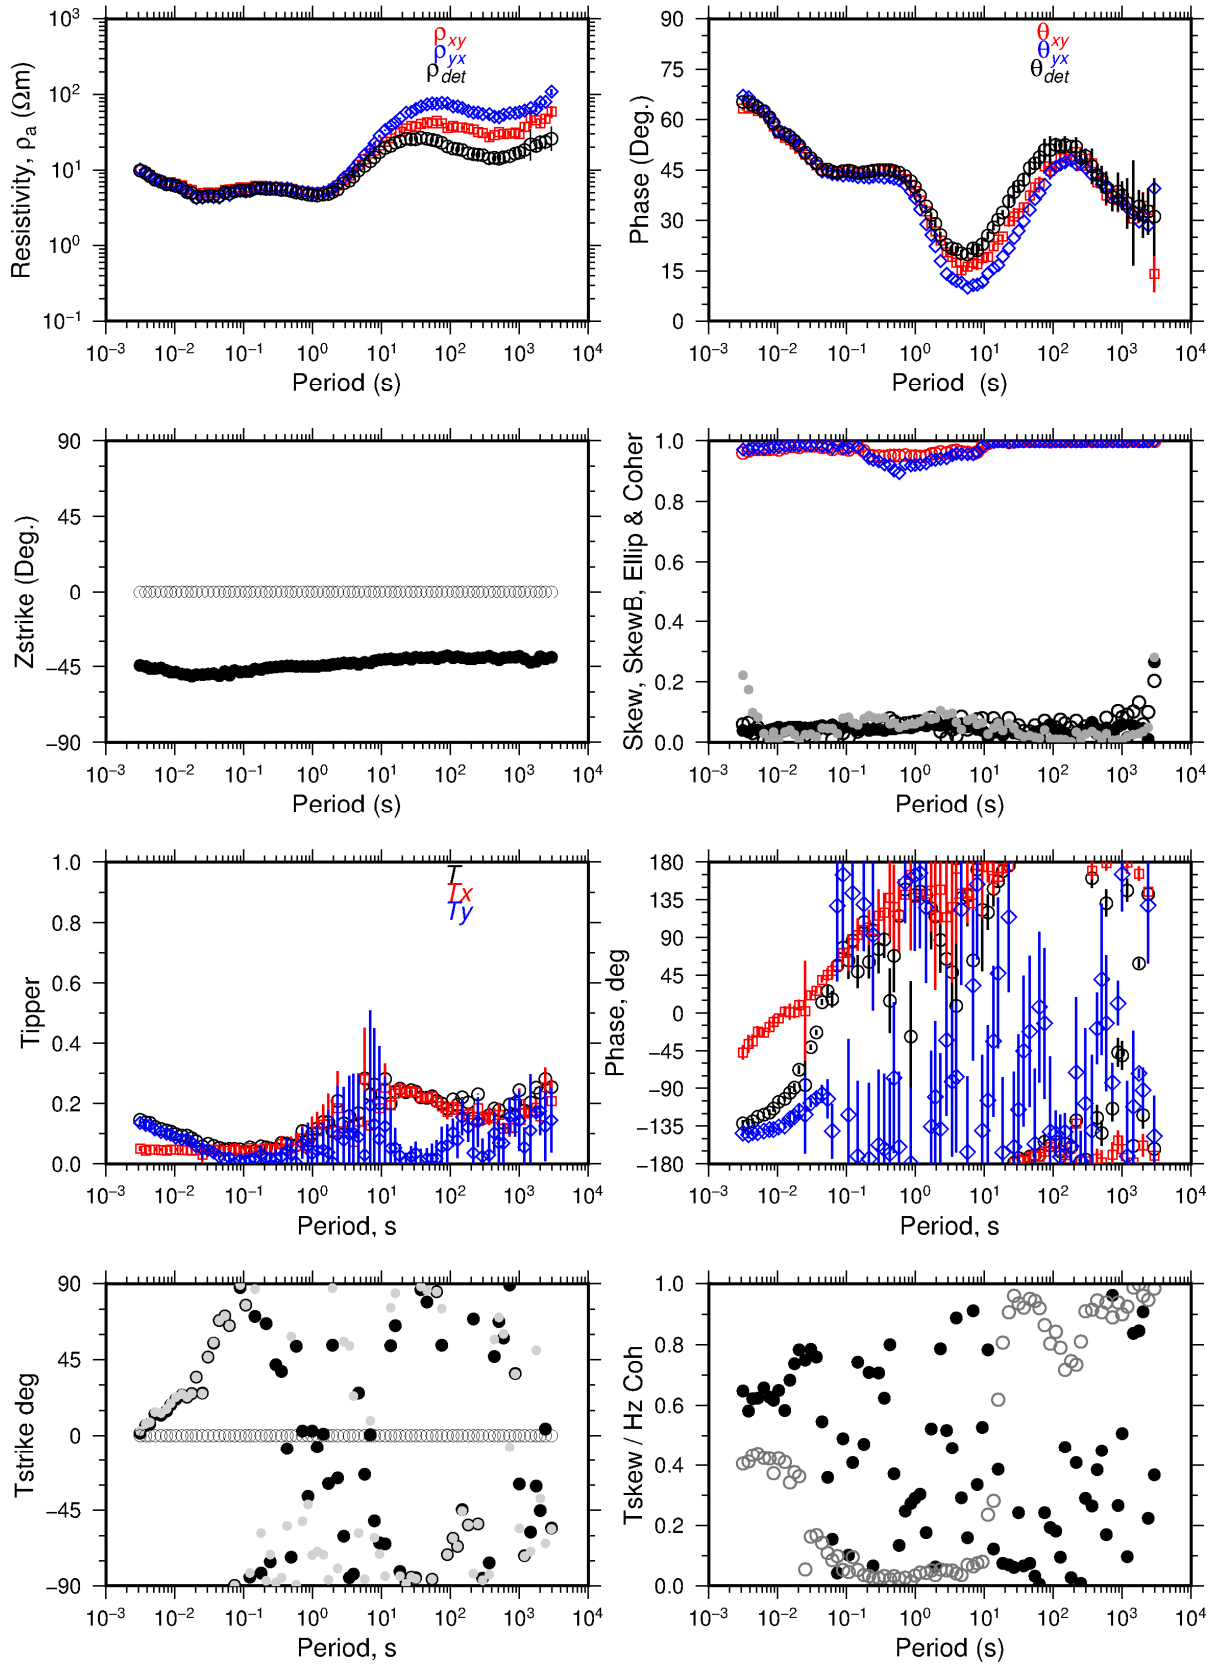 Resistivity, ρa (Ωm)
10³
10²
10¹
10⁰
10⁻¹
ρxy
ρyx
ρdet
10⁻³ 10⁻² 10⁻¹ 10⁰ 10¹ 10² 10³ 10⁴
Period (s)
Phase (Deg.)
90
75
60
45
30
15
0
θxy
θyx
θdet
10⁻³ 10⁻² 10⁻¹ 10⁰ 10¹ 10² 10³ 10⁴
Period (s)
Zstrike (Deg.)
90
45
0
−45
−90
10⁻³ 10⁻² 10⁻¹ 10⁰ 10¹ 10² 10³ 10⁴
Period (s)
Skew, SkewB, Ellip & Coher
1.0
0.8
0.6
0.4
0.2
0.0
10⁻³ 10⁻² 10⁻¹ 10⁰ 10¹ 10² 10³ 10⁴
Period (s)
Tipper
1.0
0.8
0.6
0.4
0.2
0.0
T
Tx
Ty
10⁻³ 10⁻² 10⁻¹ 10⁰ 10¹ 10² 10³ 10⁴
Period, s
Phase, deg
180
135
90
45
0
−45
−90
−135
−180
10⁻³ 10⁻² 10⁻¹ 10⁰ 10¹ 10² 10³ 10⁴
Period, s
Tstrike deg
90
45
0
−45
−90
10⁻³ 10⁻² 10⁻¹ 10⁰ 10¹ 10² 10³ 10⁴
Period, s
Tskew / Hz Coh
1.0
0.8
0.6
0.4
0.2
0.0
10⁻³ 10⁻² 10⁻¹ 10⁰ 10¹ 10² 10³ 10⁴
Period (s)